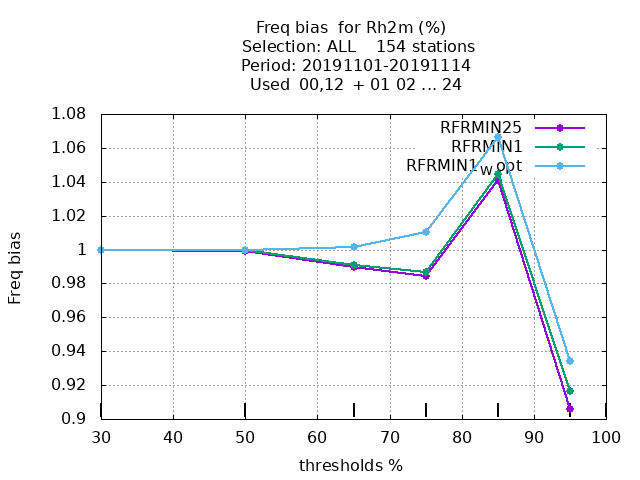 Freq bias  for Rh2m (%)
Selection: ALL    154 stations
Period: 20191101-20191114
Used  00,12  + 01 02 ... 24
1.08
1.06
1.04
1.02
1
0.98
0.96
0.94
0.92
0.9
Freq bias
RFRMIN25
RFRMIN1
RFRMIN1wopt
30 40 50 60 70 80 90 100
thresholds %